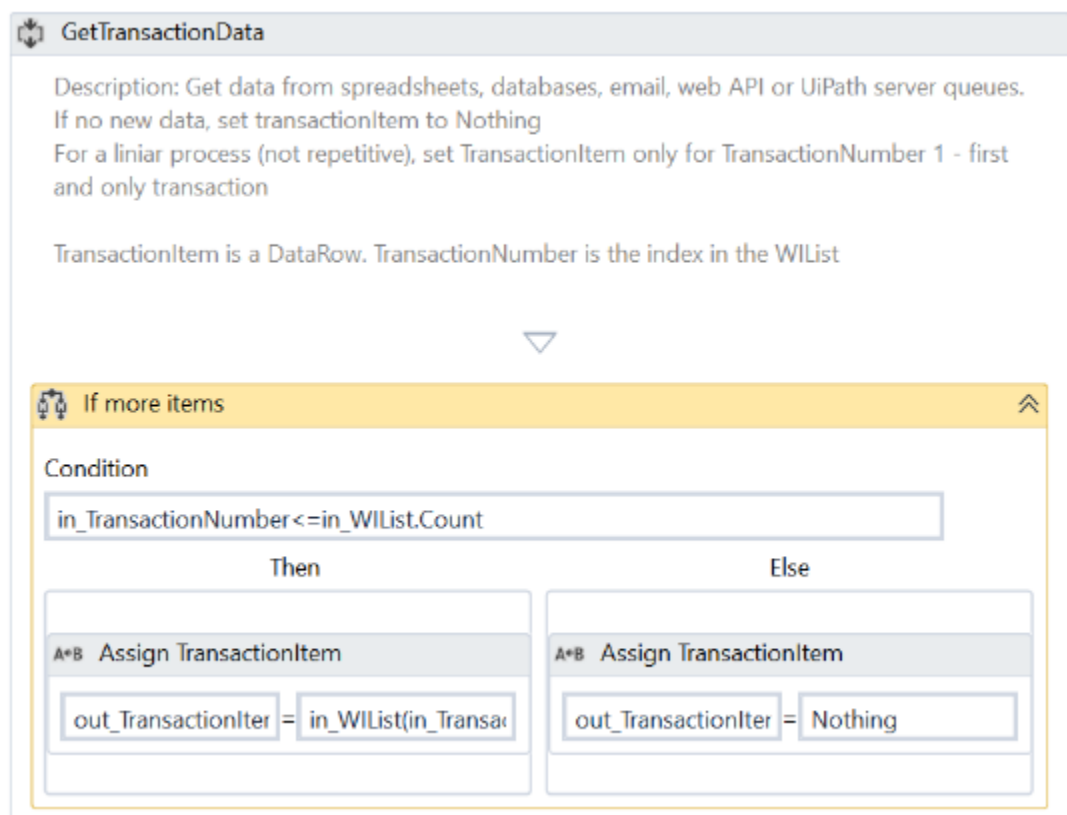 GetTransactionData
Description: Get data from spreadsheets, databases, email, web API or UiPath server queues.
If no new data, set transactionItem to Nothing
For a liniar process (not repetitive), set TransactionItem only for TransactionNumber 1 - first
and only transaction
TransactionItem is a DataRow. TransactionNumber is the index in the WIList
If more items
Condition
in_TransactionNumber<=in_WIList.Count
Then Else
A+B Assign TransactionItem A+B Assign TransactionItem
out_TransactionIter = in_WIList(in_Transac out_TransactionIter = Nothing